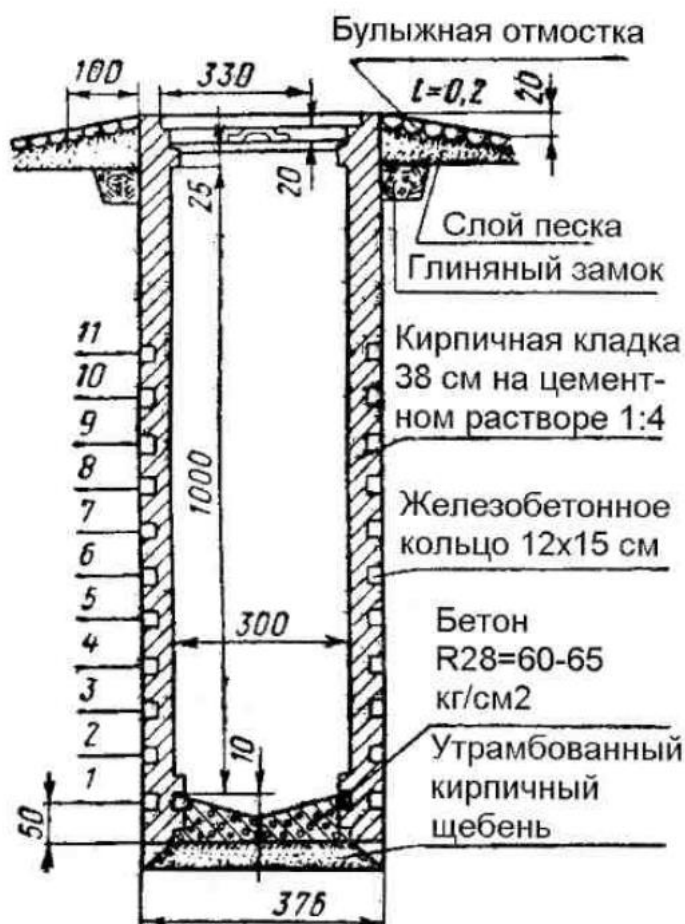 Булыжная отмостка
100
330
i=0,2
20
25
20
Слой песка
Глиняный замок
11
10
9
8
7
6
5
4
3
2
1
Кирпичная кладка
38 см на цемент-
ном растворе 1:4
1000
Железобетонное
кольцо 12х15 см
300
Бетон
R28=60-65
кг/см2
10
Утрамбованный
кирпичный
щебень
50
376